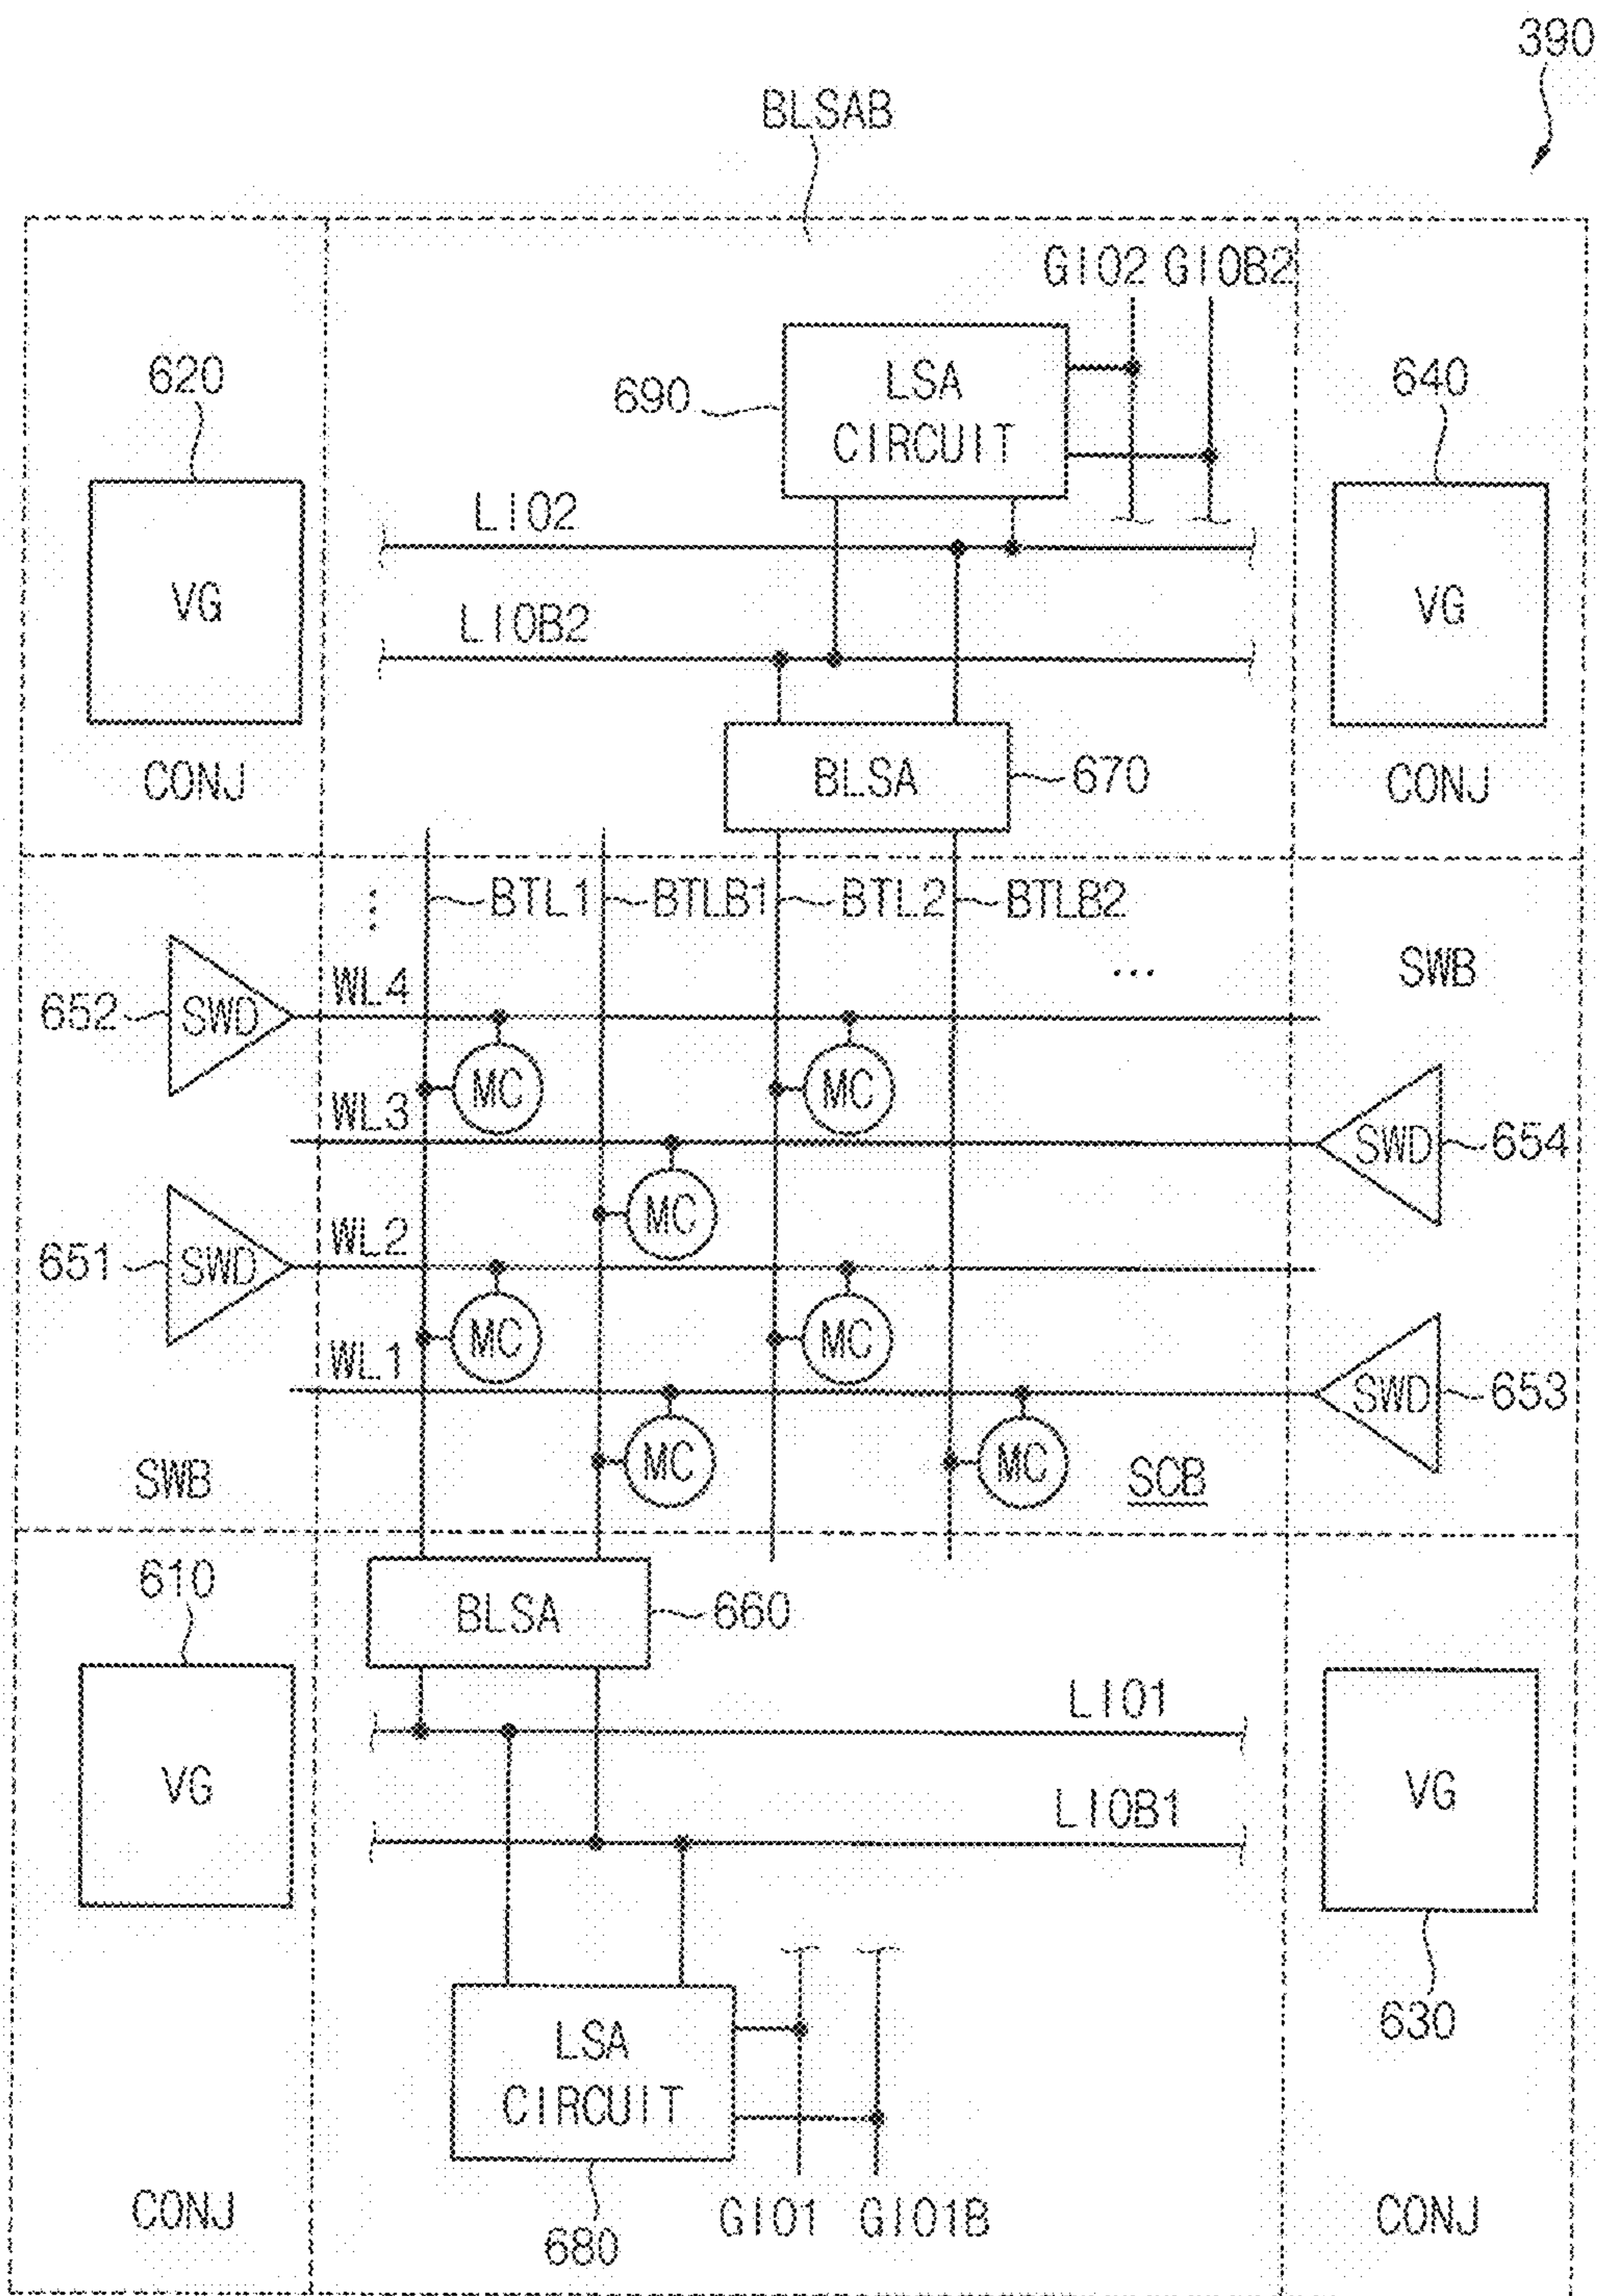 390
BLSAB
GIO2 GIOB2
620
690
LSA
CIRCUIT
640
LIO2
VG
VG
LIOB2
CONJ
BLSA
670
CONJ
BTL1
BTLB1
BTL2
BTLB2
...
SWB
652
SWD
WL4
MC
MC
WL3
SWD
654
MC
651
SWD
WL2
MC
MC
WL1
SWD
653
MC
MC
SCB
SWB
610
BLSA
660
LIO1
VG
VG
LIOB1
630
LSA
CIRCUIT
CONJ
680
GIO1
GIO1B
CONJ